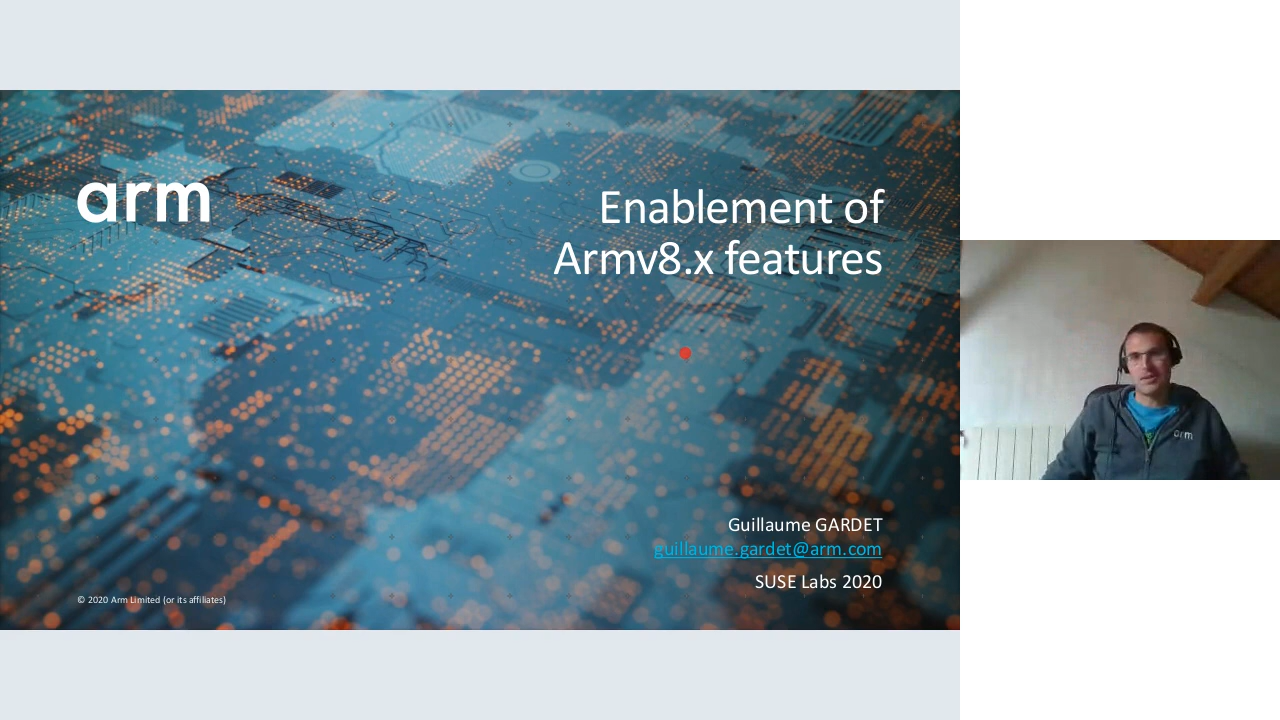 arm
Enablement of
Armv8.x features
Guillaume GARDET
guillaume.gardet@arm.com
SUSE Labs 2020
© 2020 Arm Limited (or its affiliates)
arm